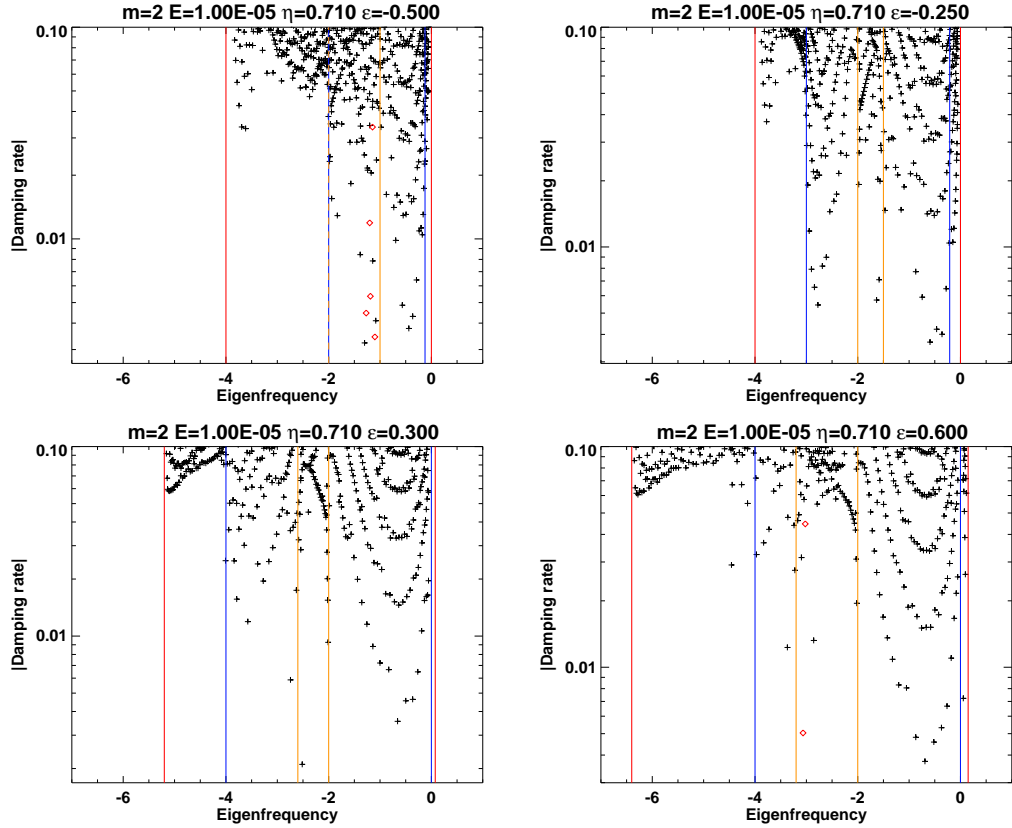 m=2 E=1.00E-05 η=0.710 ε=-0.500
0.10
0.01
|Damping rate|
-6 -4 -2 0
Eigenfrequency
m=2 E=1.00E-05 η=0.710 ε=-0.250
0.10
0.01
|Damping rate|
-6 -4 -2 0
Eigenfrequency
m=2 E=1.00E-05 η=0.710 ε=0.300
0.10
0.01
|Damping rate|
-6 -4 -2 0
Eigenfrequency
m=2 E=1.00E-05 η=0.710 ε=0.600
0.10
0.01
|Damping rate|
-6 -4 -2 0
Eigenfrequency